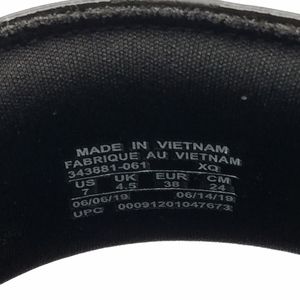 MADE IN VIETNAM
FABRIQUE AU VIETNAM
343881-061 XQ
US UK EUR CM
7 4.5 38 24
06/06/19 06/14/19
UPC 00091201047673